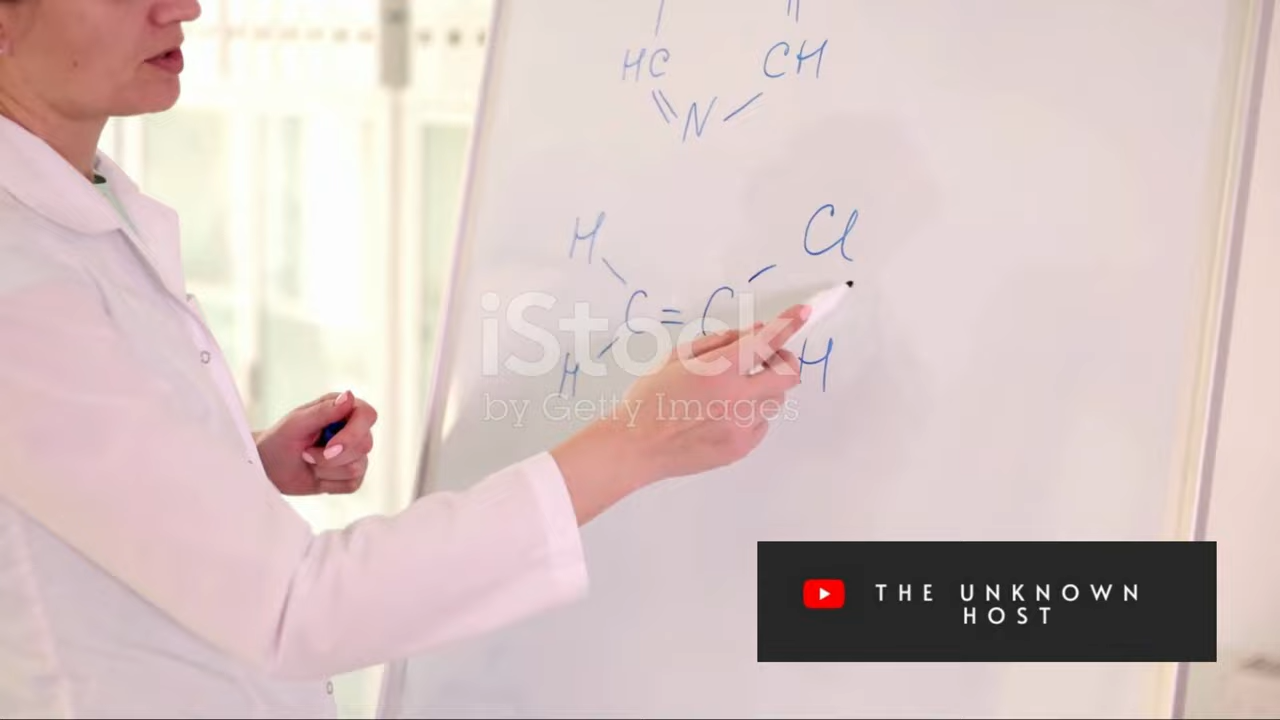 HC CH
N
H Cl
C=C
H H
iStock
by Getty Images
THE UNKNOWN
HOST